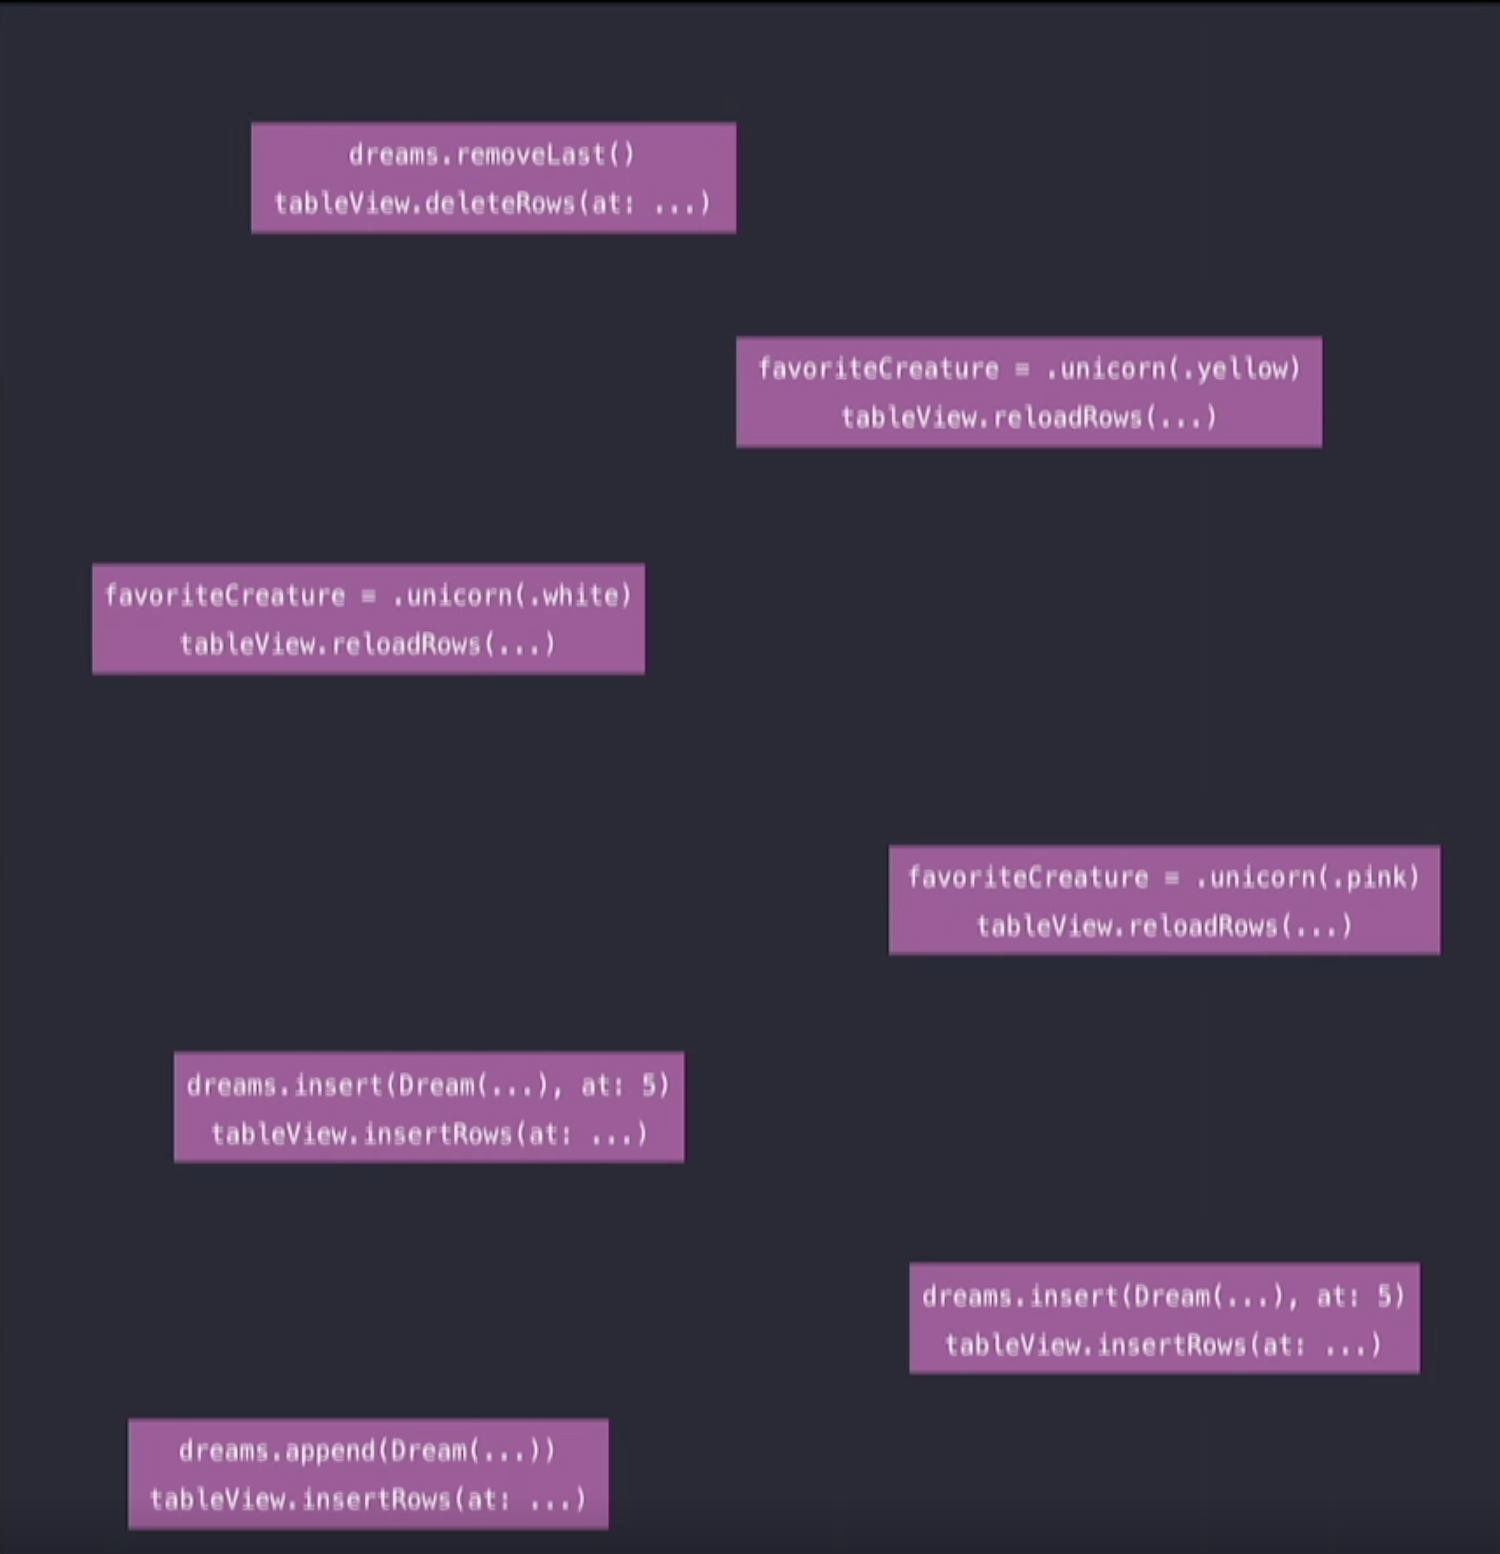 dreams.removeLast()
tableView.deleteRows(at: ...)
favoriteCreature = .unicorn(.yellow)
tableView.reloadRows(...)
favoriteCreature = .unicorn(.white)
tableView.reloadRows(...)
favoriteCreature = .unicorn(.pink)
tableView.reloadRows(...)
dreams.insert(Dream(...), at: 5)
tableView.insertRows(at: ...)
dreams.insert(Dream(...), at: 5)
tableView.insertRows(at: ...)
dreams.append(Dream(...))
tableView.insertRows(at: ...)